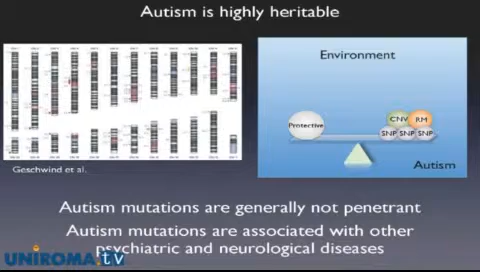 Autism is highly heritable
Environment
Protective
CNV RM
SNP SNP SNP
Autism
Geschwind et al.
Autism mutations are generally not penetrant
Autism mutations are associated with other
psychiatric and neurological diseases
UNIROMA.tv